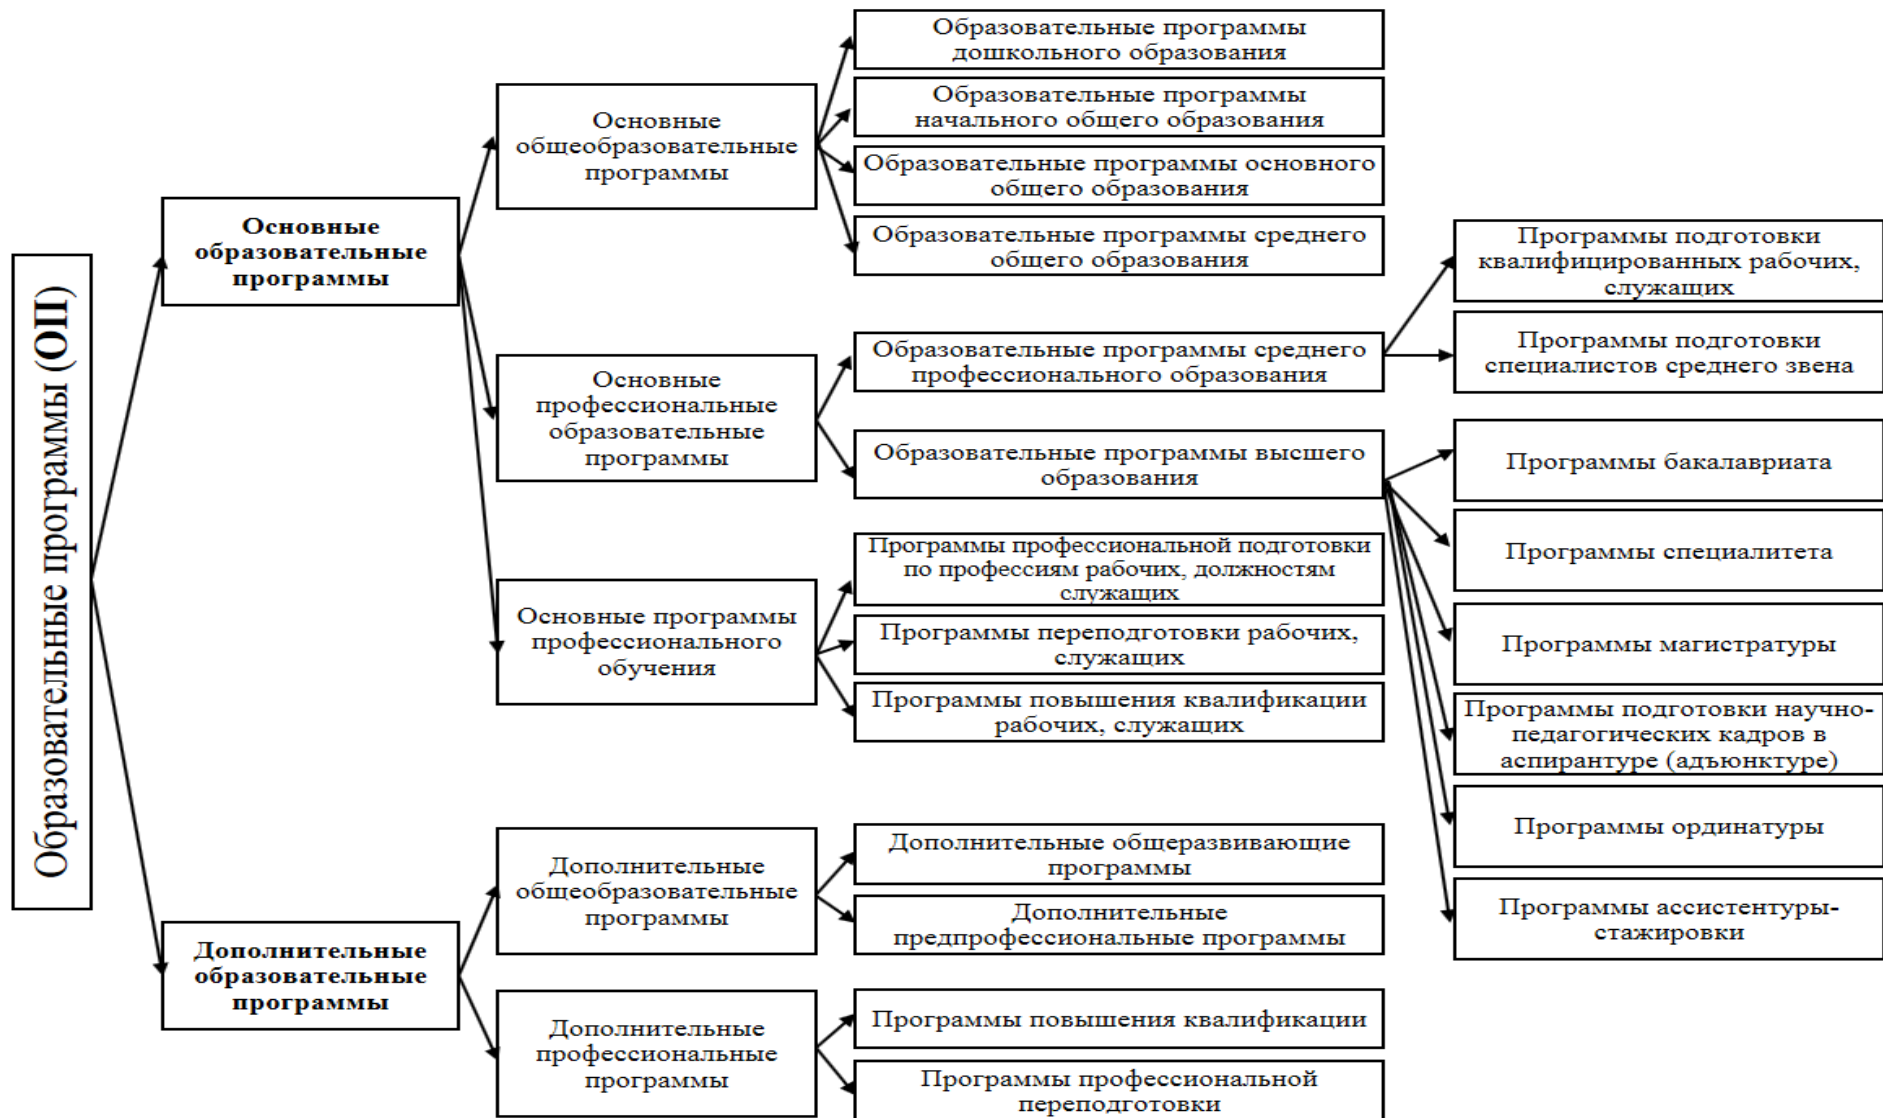 Образовательные программы (ОП)
Основные
образовательные
программы
Дополнительные
образовательные
программы
Основные
общеобразовательные
программы
Основные
профессиональные
образовательные
программы
Основные программы
профессионального
обучения
Дополнительные
общеобразовательные
программы
Дополнительные
профессиональные
программы
Образовательные программы
дошкольного образования
Образовательные программы
начального общего образования
Образовательные программы основного
общего образования
Образовательные программы среднего
общего образования
Образовательные программы среднего
профессионального образования
Образовательные программы высшего
образования
Программы профессиональной подготовки
по профессиям рабочих, должностям
служащих
Программы переподготовки рабочих,
служащих
Программы повышения квалификации
рабочих, служащих
Дополнительные общеразвивающие
программы
Дополнительные
предпрофессиональные программы
Программы повышения квалификации
Программы профессиональной
переподготовки
Программы подготовки
квалифицированных рабочих,
служащих
Программы подготовки
специалистов среднего звена
Программы бакалавриата
Программы специалитета
Программы магистратуры
Программы подготовки научно-
педагогических кадров в
аспирантуре (адъюнктуре)
Программы ординатуры
Программы ассистентуры-
стажировки